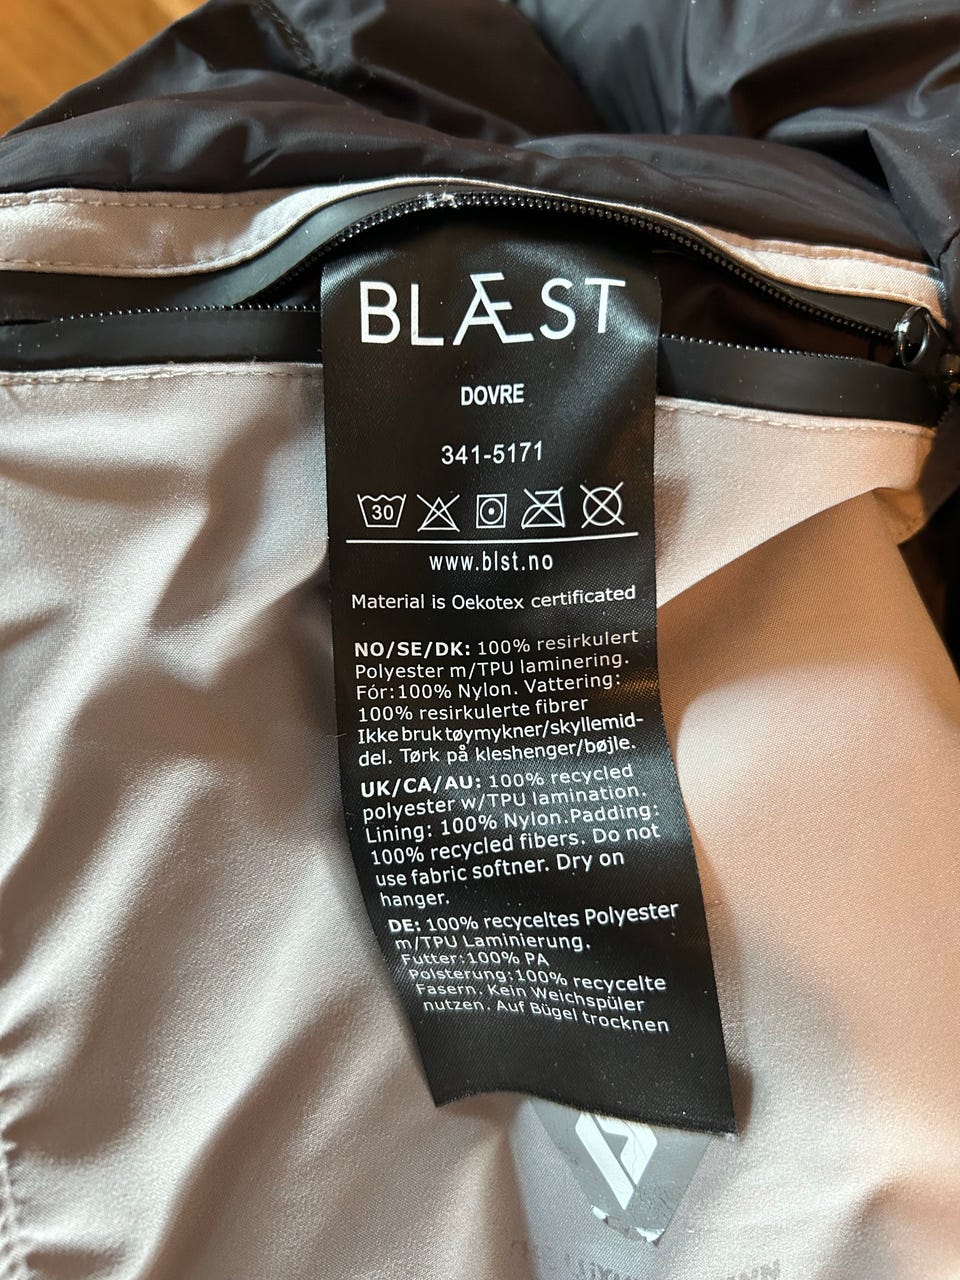 BLÆST
DOVRE
341-5171
30
www.blst.no
Material is Oekotex certificated
NO/SE/DK: 100% resirkulert
Polyester m/TPU laminering.
Fór:100% Nylon. Vattering:
100% resirkulerte fibrer
Ikke bruk tøymykner/skyllemid-
del. Tørk på kleshenger/bøjle.
UK/CA/AU: 100% recycled
polyester w/TPU lamination.
Lining: 100% Nylon.Padding:
100% recycled fibers. Do not
use fabric softner. Dry on
hanger.
DE: 100% recyceltes Polyester
m/TPU Laminierung.
Futter:100% PA
Polsterung:100% recycelte
Fasern. Kein Weichspüler
nutzen. Auf Bügel trocknen